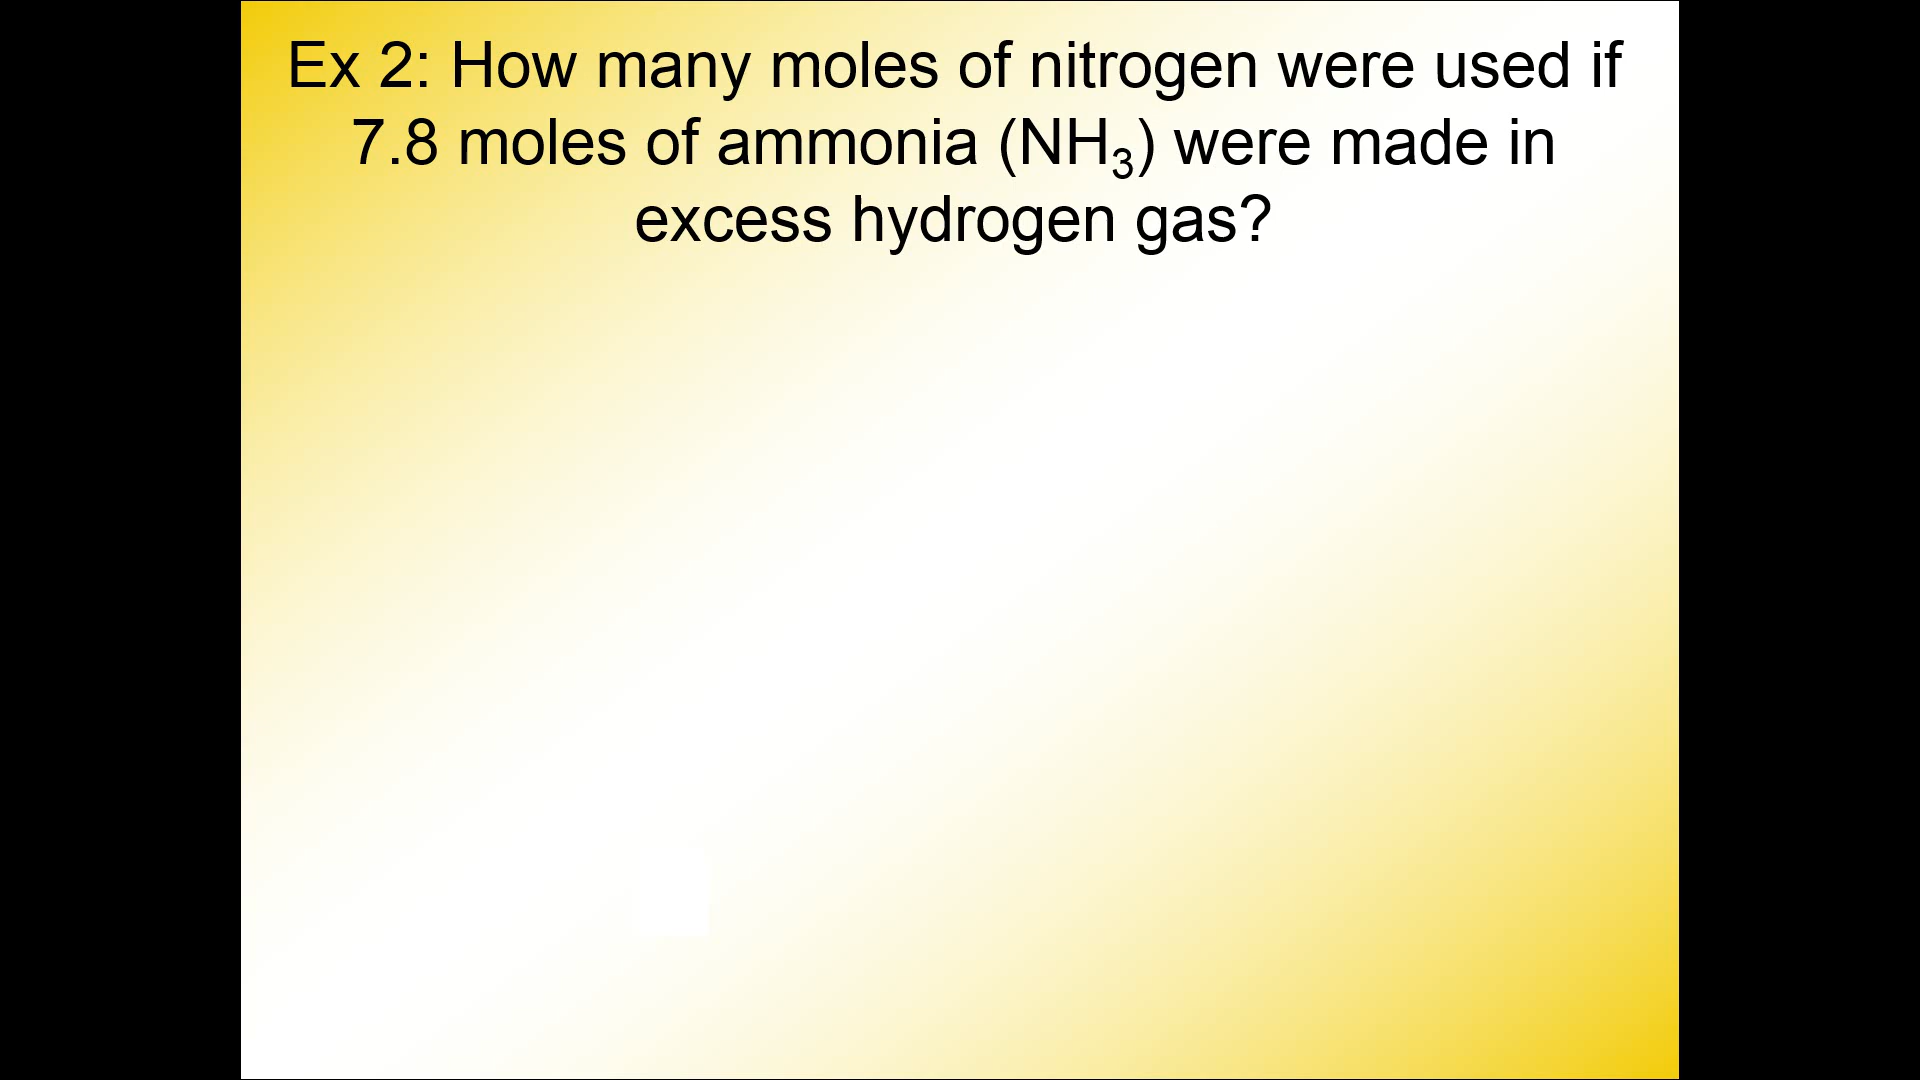 Ex 2: How many moles of nitrogen were used if
7.8 moles of ammonia (NH₃) were made in
excess hydrogen gas?